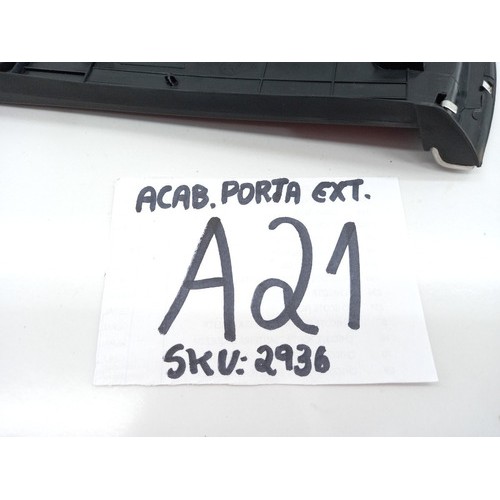 ACAB. PORTA EXT.
A21
SKU: 2936